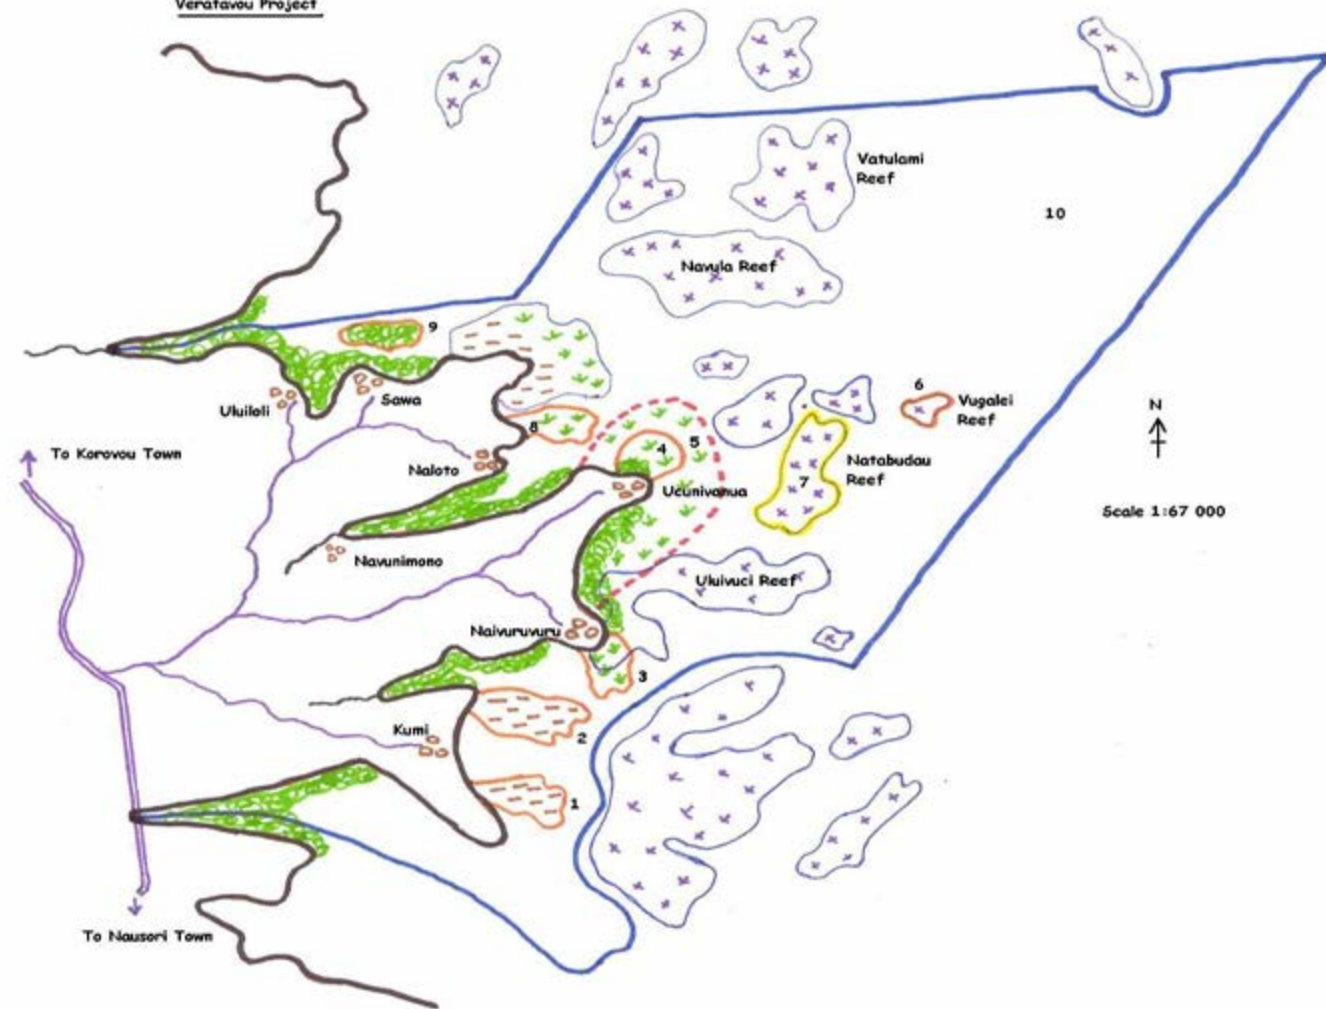 Veratavou Project
Vatulami
Reef
10
Navula Reef
9
Uluiloli
Sawa
6
Vugalei
Reef
N
8
4
5
To Korovou Town
Naloto
Natabudau
Reef
7
Ucunivanua
Scale 1:67 000
Navunimono
Uluivuci Reef
Naivuruvuru
3
Kumi
2
1
To Nausori Town